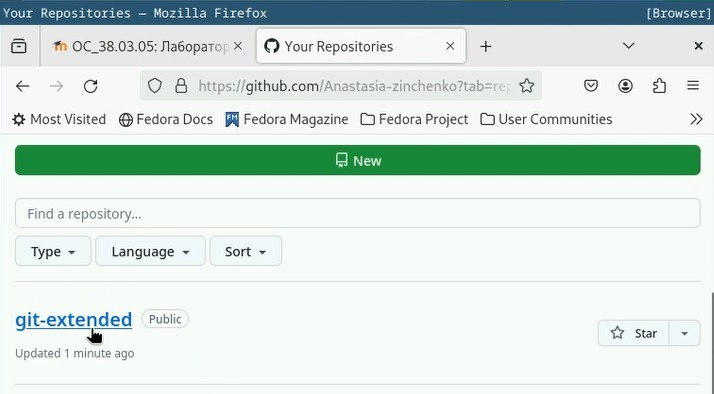 Your Repositories — Mozilla Firefox [Browser]
ОС_38.03.05: Лаборатор Your Repositories
https://github.com/Anastasia-zinchenko?tab=rep
Most Visited Fedora Docs Fedora Magazine Fedora Project User Communities
New
Find a repository...
Type Language Sort
git-extended Public
Star
Updated 1 minute ago